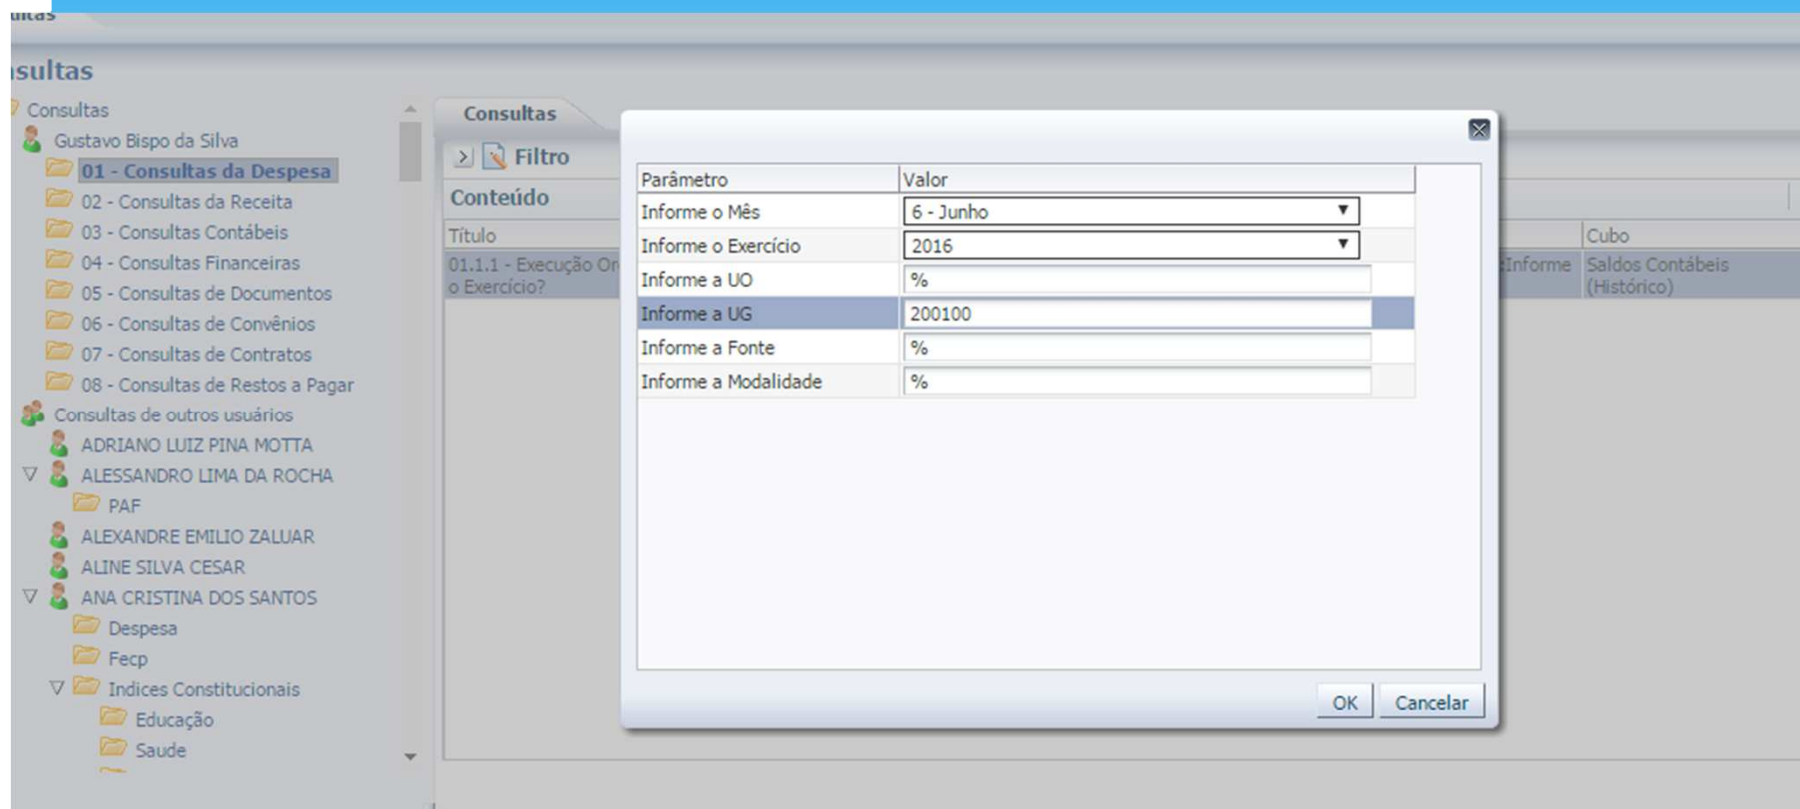 sultas
Consultas
Gustavo Bispo da Silva
01 - Consultas da Despesa
02 - Consultas da Receita
03 - Consultas Contábeis
04 - Consultas Financeiras
05 - Consultas de Documentos
06 - Consultas de Convênios
07 - Consultas de Contratos
08 - Consultas de Restos a Pagar
Consultas de outros usuários
ADRIANO LUIZ PINA MOTTA
ALESSANDRO LIMA DA ROCHA
PAF
ALEXANDRE EMILIO ZALUAR
ALINE SILVA CESAR
ANA CRISTINA DOS SANTOS
Despesa
Fecp
Indices Constitucionais
Educação
Saude
Consultas
Filtro
Conteúdo
Título
01.1.1 - Execução Or
o Exercício?
Parâmetro Valor
Informe o Mês 6 - Junho
Informe o Exercício 2016
Informe a UO %
Informe a UG 200100
Informe a Fonte %
Informe a Modalidade %
OK Cancelar
Cubo
:Informe Saldos Contábeis
(Histórico)